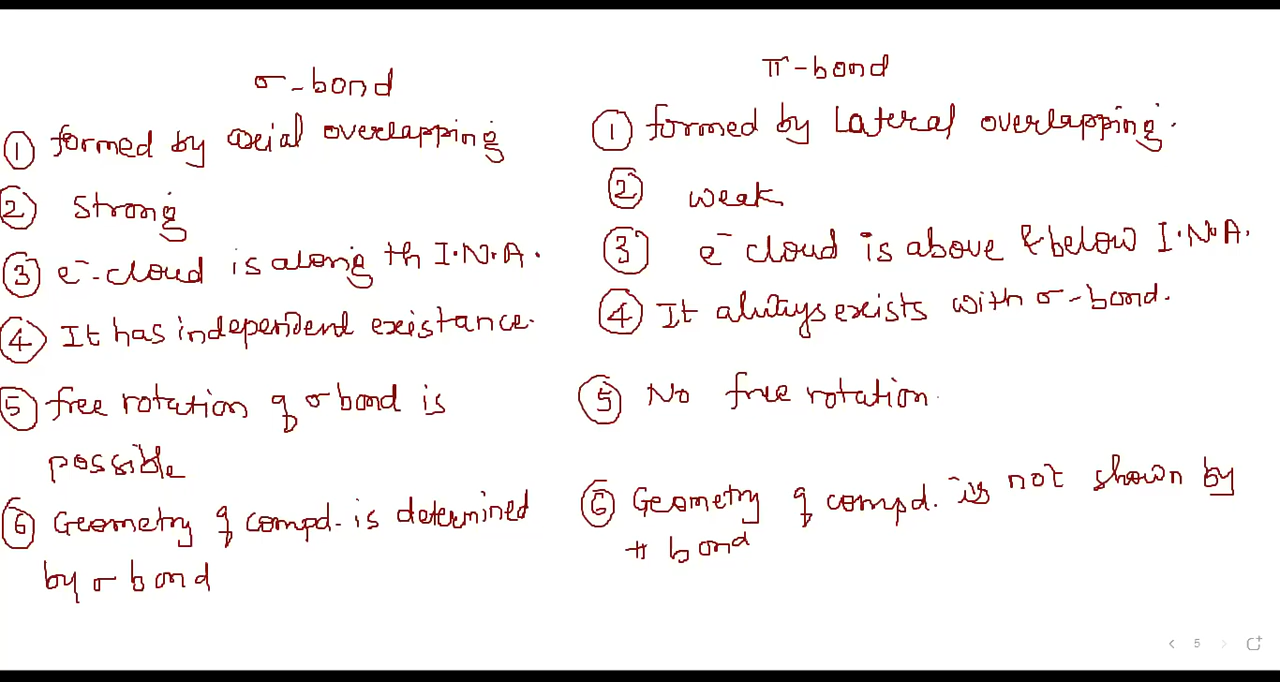 σ-bond
① formed by axial overlapping
② Strong
③ e⁻-cloud is along th I.N.A.
④ It has independent existance.
⑤ free rotation of σ bond is
possible
⑥ Geometry of compd. is determined
by σ bond
π-bond
① formed by Lateral overlapping.
② weak
③ e⁻ cloud is above & below I.N.A.
④ It always exists with σ-bond.
⑤ No free rotation.
⑥ Geometry of compd. is not shown by
π bond
5